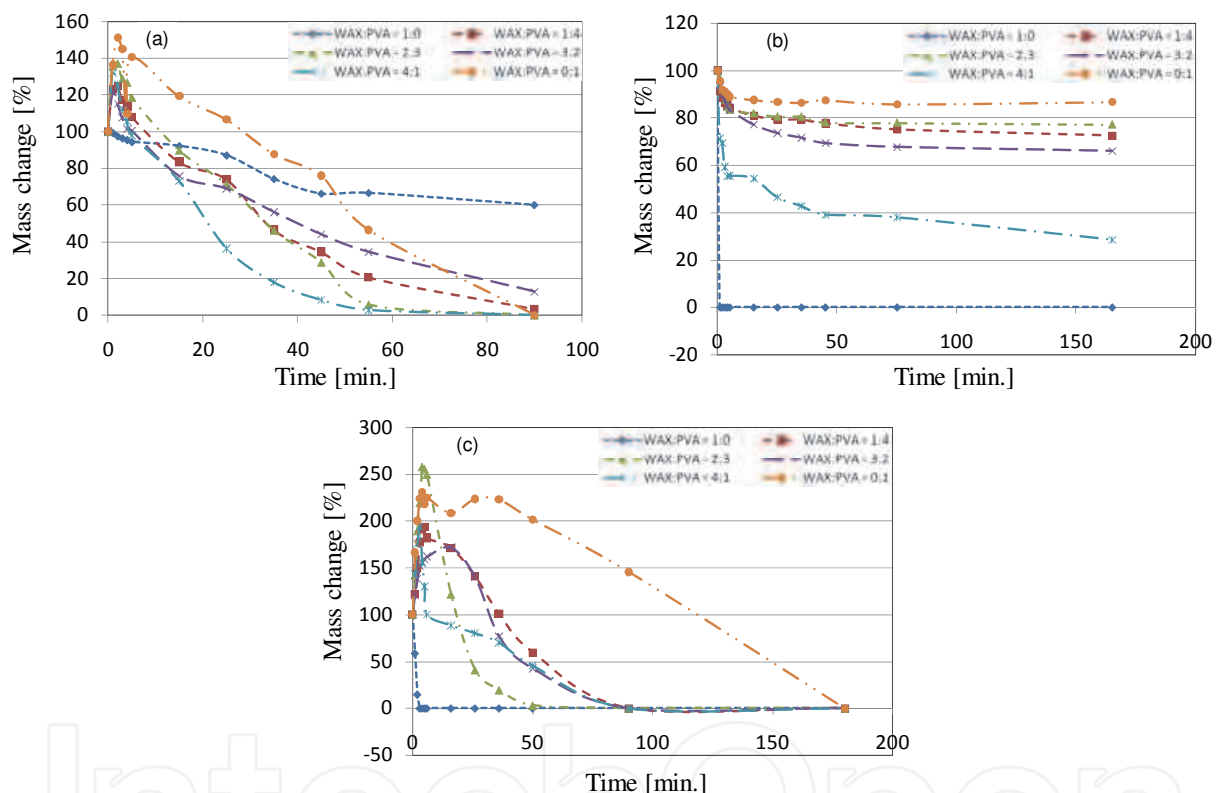 (a)
WAX:PVA = 1:0
WAX:PVA = 1:4
WAX:PVA = 2:3
WAX:PVA = 3:2
WAX:PVA = 4:1
WAX:PVA = 0:1
Mass change [%]
160
140
120
100
80
60
40
20
0
0 20 40 60 80 100
Time [min.]
(b)
WAX:PVA = 1:0
WAX:PVA = 1:4
WAX:PVA = 2:3
WAX:PVA = 3:2
WAX:PVA = 4:1
WAX:PVA = 0:1
Mass change [%]
120
100
80
60
40
20
0
-20
0 50 100 150 200
Time [min.]
(c)
WAX:PVA = 1:0
WAX:PVA = 1:4
WAX:PVA = 2:3
WAX:PVA = 3:2
WAX:PVA = 4:1
WAX:PVA = 0:1
Mass change [%]
300
250
200
150
100
50
0
-50
0 50 100 150 200
Time [min.]
IntechOpen